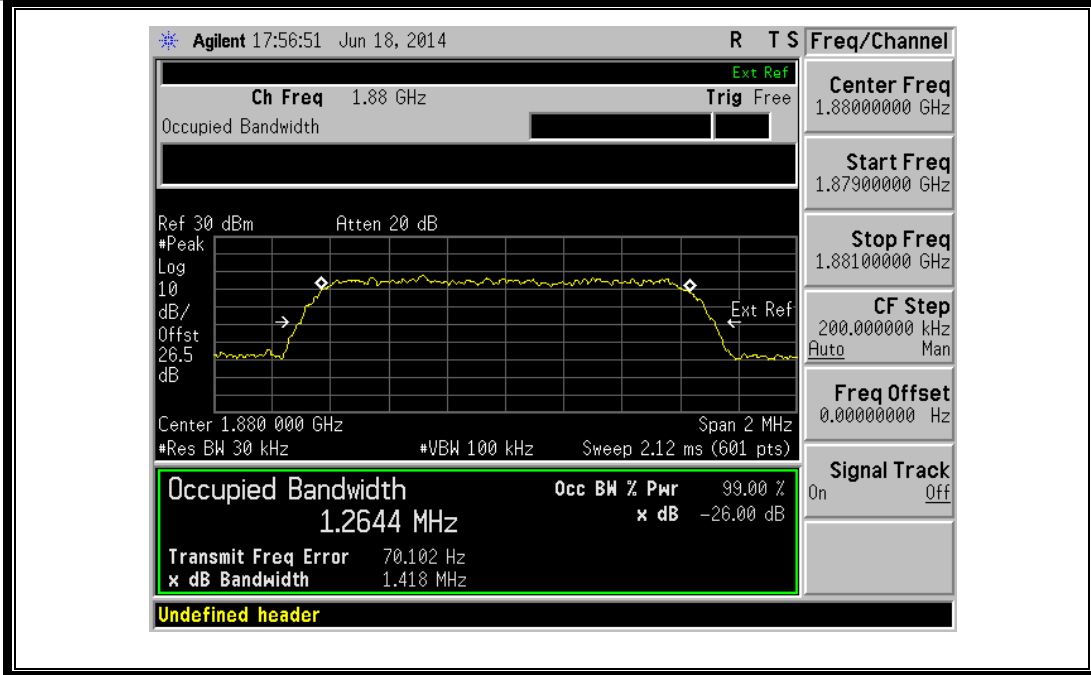 Agilent 17:56:51 Jun 18, 2014 R T S Freq/Channel
Ext Ref
Ch Freq 1.88 GHz Trig Free
Occupied Bandwidth
Center Freq
1.88000000 GHz
Start Freq
1.87900000 GHz
Stop Freq
1.88100000 GHz
CF Step
200.000000 kHz
Auto Man
Freq Offset
0.00000000 Hz
Signal Track
On Off
Ref 30 dBm Atten 20 dB
#Peak
Log
10
dB/
Offst
26.5
dB
Ext Ref
Center 1.880 000 GHz Span 2 MHz
#Res BW 30 kHz #VBW 100 kHz Sweep 2.12 ms (601 pts)
Occupied Bandwidth Occ BW % Pwr 99.00 %
1.2644 MHz x dB -26.00 dB
Transmit Freq Error 70.102 Hz
x dB Bandwidth 1.418 MHz
Undefined header